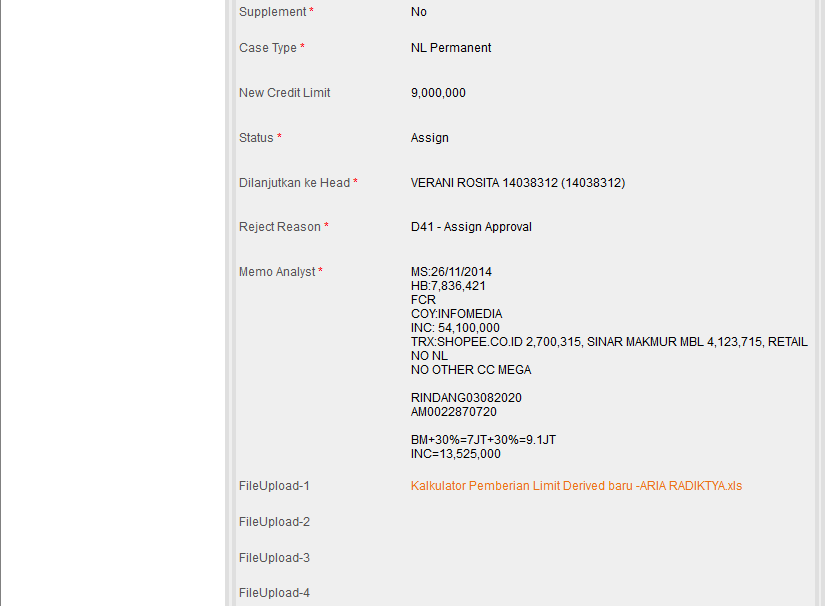 Supplement * No
Case Type * NL Permanent
New Credit Limit 9,000,000
Status * Assign
Dilanjutkan ke Head * VERANI ROSITA 14038312 (14038312)
Reject Reason * D41 - Assign Approval
Memo Analyst * MS:26/11/2014
HB:7,836,421
FCR
COY:INFOMEDIA
INC: 54,100,000
TRX:SHOPEE.CO.ID 2,700,315, SINAR MAKMUR MBL 4,123,715, RETAIL
NO NL
NO OTHER CC MEGA
RINDANG03082020
AM0022870720
BM+30%=7JT+30%=9.1JT
INC=13,525,000
FileUpload-1 Kalkulator Pemberian Limit Derived baru -ARIA RADIKTYA.xls
FileUpload-2
FileUpload-3
FileUpload-4